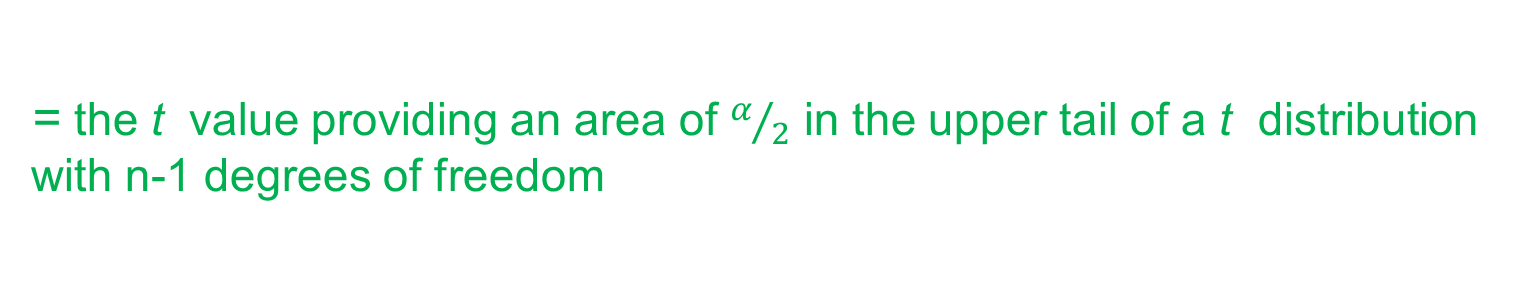 = the t value providing an area of α/2 in the upper tail of a t distribution
with n-1 degrees of freedom